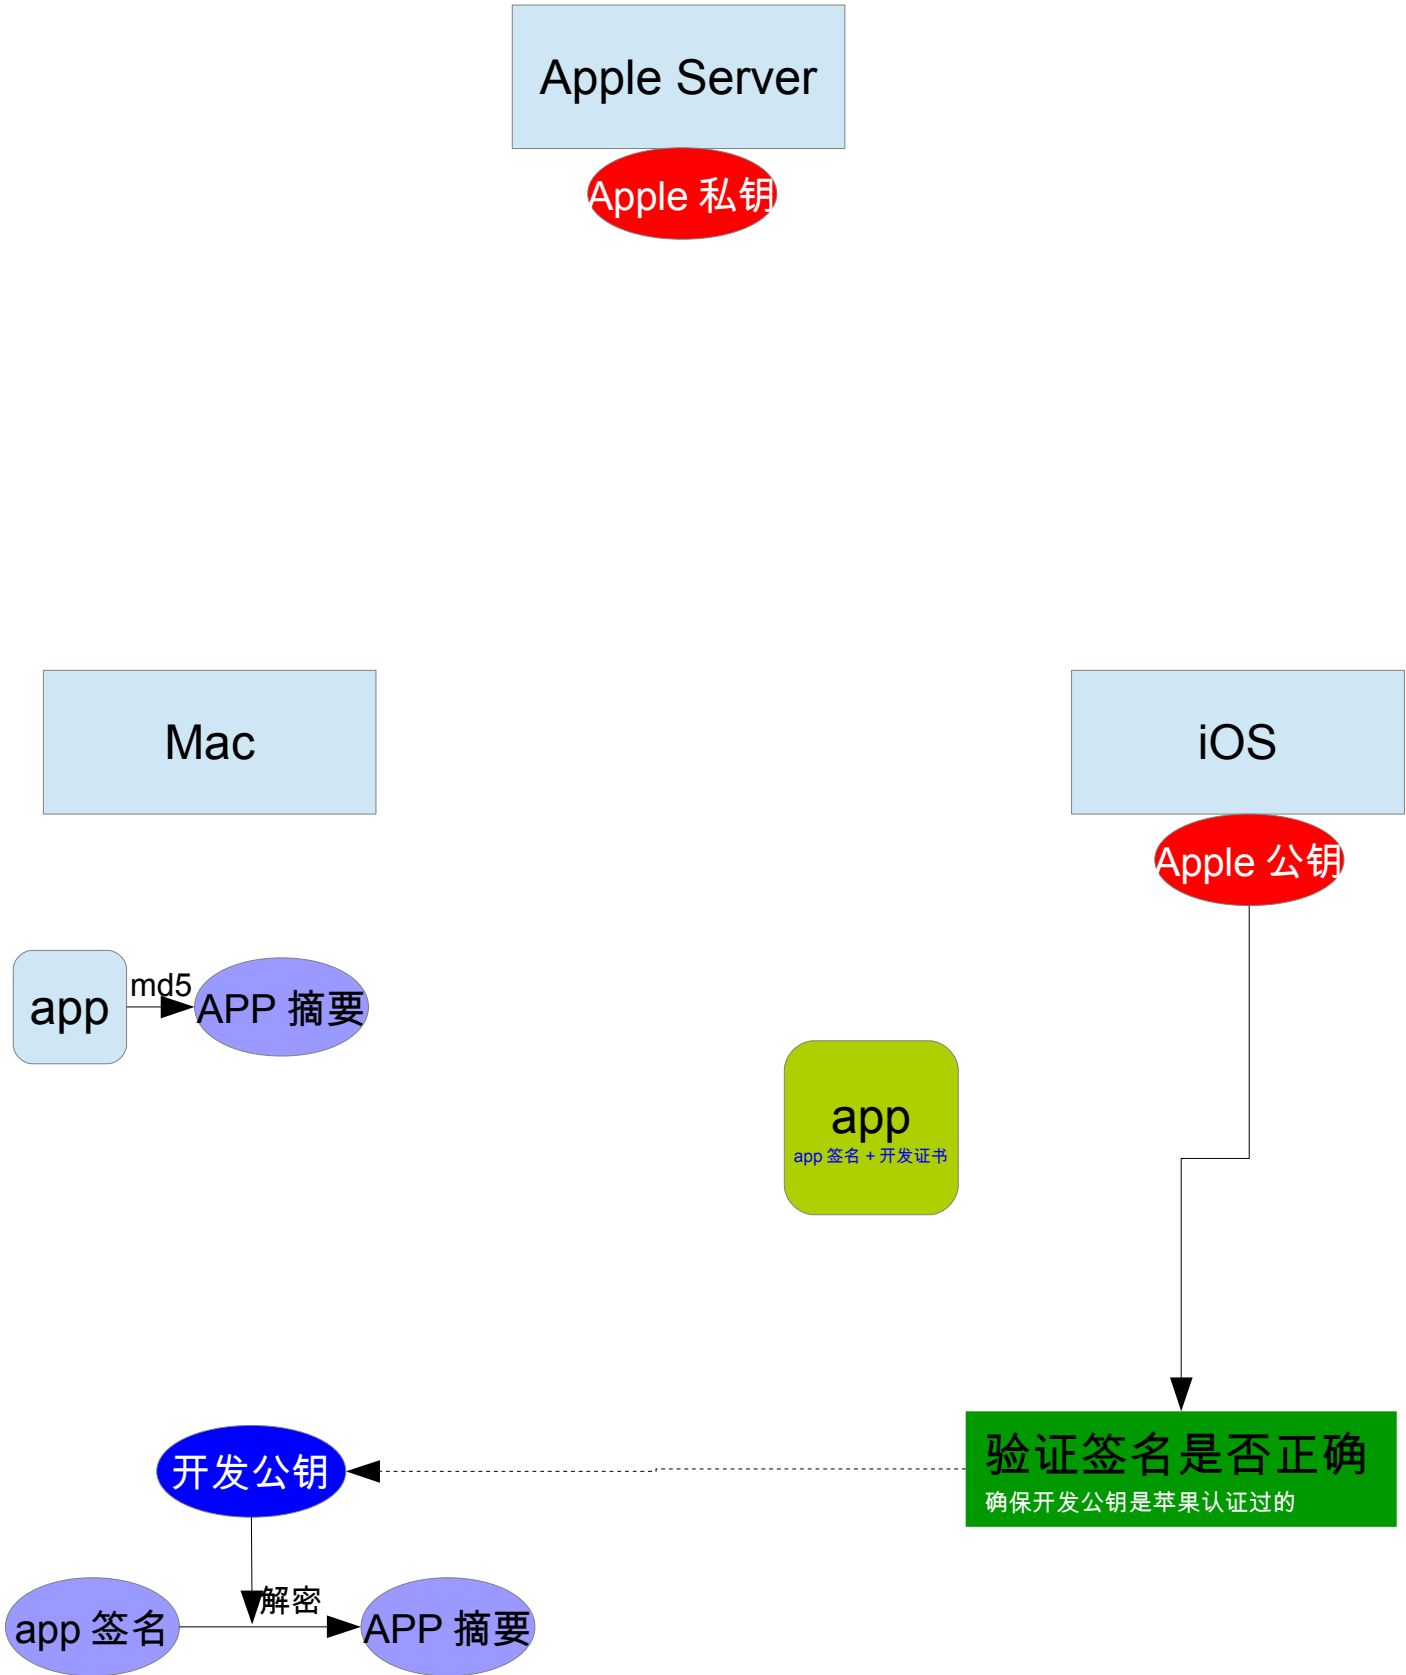 Apple Server
Apple 私钥
Mac
iOS
Apple 公钥
app
md5
APP 摘要
app
app 签名 + 开发证书
验证签名是否正确
确保开发公钥是苹果认证过的
开发公钥
解密
app 签名
APP 摘要